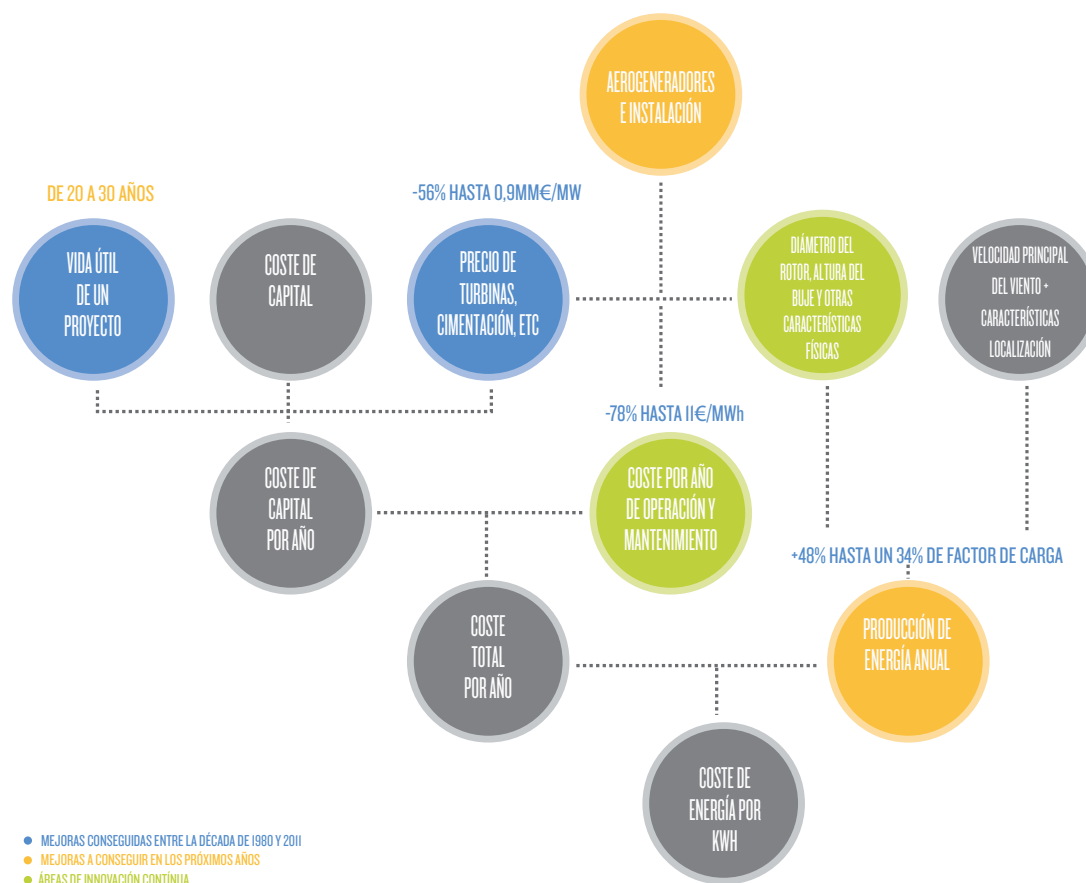 AEROGENERADORES
E INSTALACIÓN
DE 20 A 30 AÑOS
-56% HASTA 0,9MM€/MW
VIDA ÚTIL
DE UN
PROYECTO
COSTE DE
CAPITAL
PRECIO DE
TURBINAS,
CIMENTACIÓN, ETC
DIÁMETRO DEL
ROTOR, ALTURA DEL
BUJE Y OTRAS
CARACTERÍSTICAS
FÍSICAS
VELOCIDAD PRINCIPAL
DEL VIENTO +
CARACTERÍSTICAS
LOCALIZACIÓN
-78% HASTA 11€/MWh
COSTE DE
CAPITAL
POR AÑO
COSTE POR AÑO
DE OPERACIÓN Y
MANTENIMIENTO
+48% HASTA UN 34% DE FACTOR DE CARGA
COSTE
TOTAL
POR AÑO
PRODUCCIÓN DE
ENERGÍA ANUAL
COSTE DE
ENERGÍA POR
KWH
MEJORAS CONSEGUIDAS ENTRE LA DÉCADA DE 1980 Y 2011
MEJORAS A CONSEGUIR EN LOS PRÓXIMOS AÑOS
ÁREAS DE INNOVACIÓN CONTÍNUA